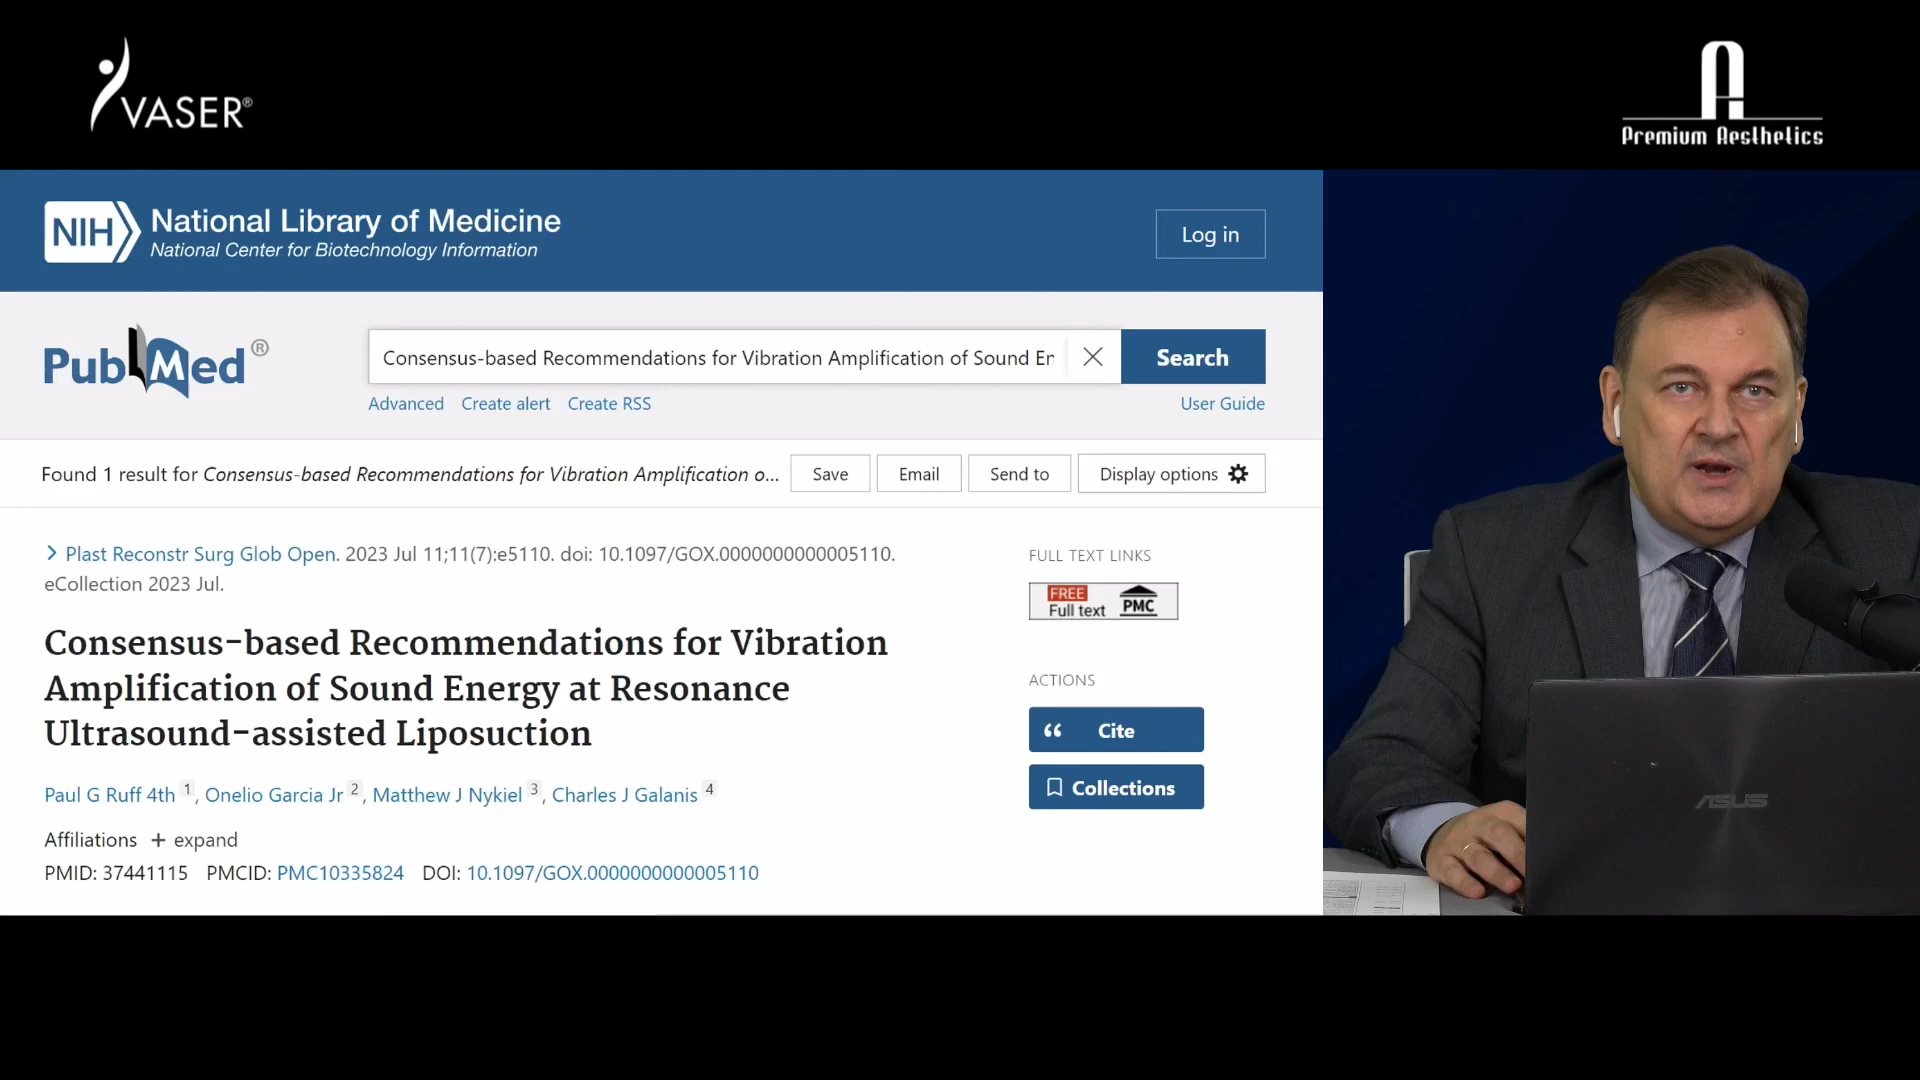 VASER®
Premium Aesthetics
NIH National Library of Medicine
National Center for Biotechnology Information
Log in
PubMed®
Consensus-based Recommendations for Vibration Amplification of Sound Er
Search
Advanced Create alert Create RSS
User Guide
Found 1 result for Consensus-based Recommendations for Vibration Amplification o...
Save
Email
Send to
Display options
Plast Reconstr Surg Glob Open. 2023 Jul 11;11(7):e5110. doi: 10.1097/GOX.0000000000005110.
eCollection 2023 Jul.
Consensus-based Recommendations for Vibration
Amplification of Sound Energy at Resonance
Ultrasound-assisted Liposuction
Paul G Ruff 4th 1, Onelio Garcia Jr 2, Matthew J Nykiel 3, Charles J Galanis 4
Affiliations + expand
PMID: 37441115 PMCID: PMC10335824 DOI: 10.1097/GOX.0000000000005110
FULL TEXT LINKS
FREE
Full text PMC
ACTIONS
Cite
Collections
ASUS